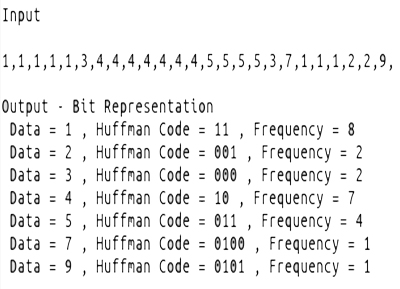 Input
1,1,1,1,1,3,4,4,4,4,4,4,4,5,5,5,5,3,7,1,1,1,2,2,9,
Output - Bit Representation
Data = 1 , Huffman Code = 11 , Frequency = 8
Data = 2 , Huffman Code = 001 , Frequency = 2
Data = 3 , Huffman Code = 000 , Frequency = 2
Data = 4 , Huffman Code = 10 , Frequency = 7
Data = 5 , Huffman Code = 011 , Frequency = 4
Data = 7 , Huffman Code = 0100 , Frequency = 1
Data = 9 , Huffman Code = 0101 , Frequency = 1